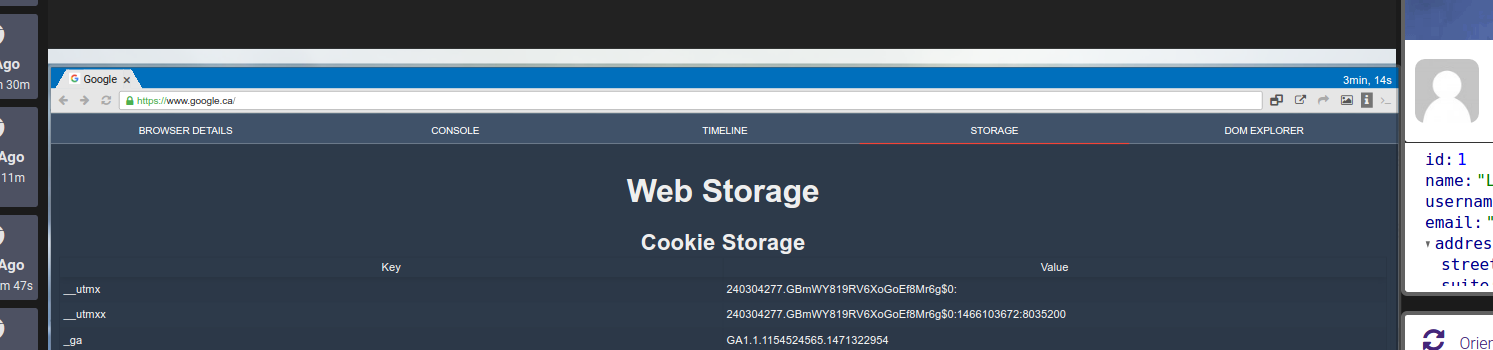 Ago
30m
Ago
11m
Ago
m 47s
Google
3min, 14s
https://www.google.ca/
BROWSER DETAILS CONSOLE TIMELINE STORAGE DOM EXPLORER
Web Storage
Cookie Storage
Key Value
__utmx 240304277.GBmWY819RV6XoGoEf8Mr6g$0:
__utmxx 240304277.GBmWY819RV6XoGoEf8Mr6g$0:1466103672:8035200
_ga GA1.1.1154524565.1471322954
id: 1
name: "L
usernam
email: "
addres
street
suite
Orien